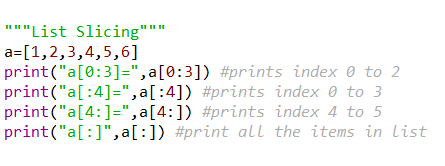 """List Slicing"""
a=[1,2,3,4,5,6]
print("a[0:3]=",a[0:3]) #prints index 0 to 2
print("a[:4]=",a[:4]) #prints index 0 to 3
print("a[4:]=",a[4:]) #prints index 4 to 5
print("a[:]",a[:]) #print all the items in list